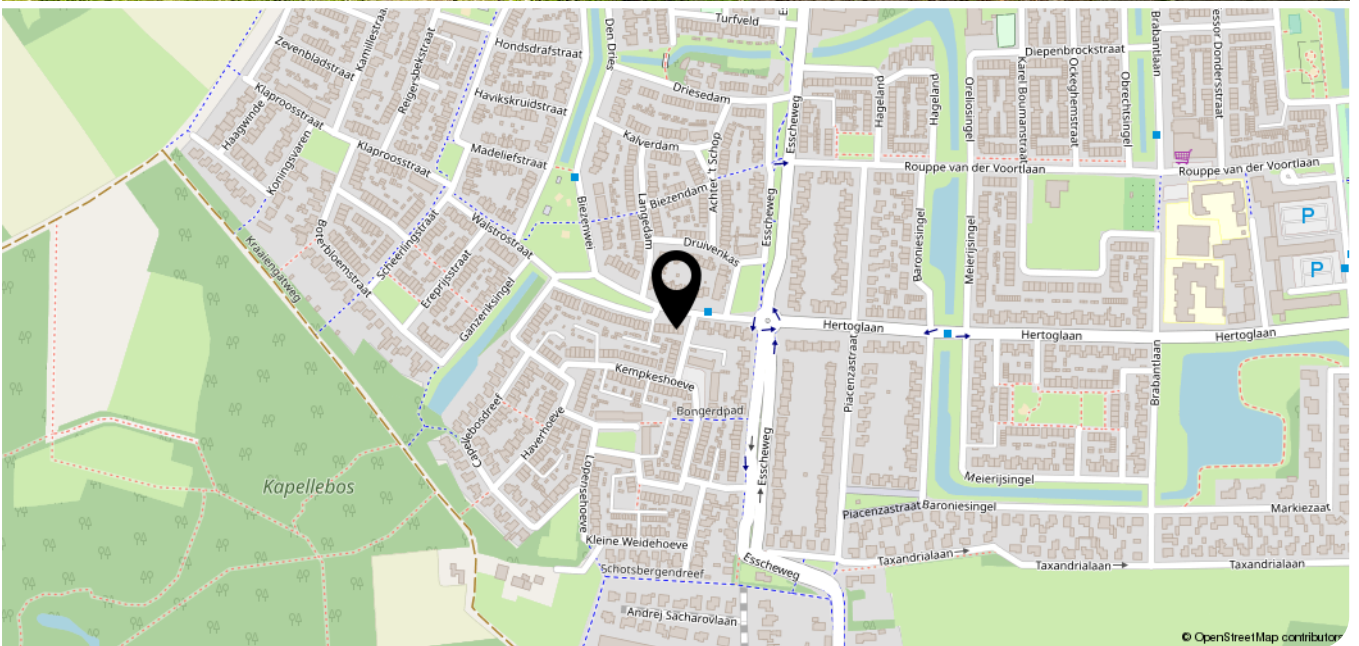 Turfveld
Den Dries
Kamillestraat
Zevenbladstraat
Reigersbekstraat
Hondsdrafstraat
Diepenbrockstraat
Brabantlaan
Driesedam
Havikskruidstraat
Klaproosstraat
Haagwinde
Koningsvaren
Kalverdam
Achter 't Schop
Esscheweg
Hageland
Hageland
Oreliosingel
Karel Boumanstraat
Ockeghemstraat
Obrechtsingel
Madeliefstraat
Klaproosstraat
Rouppe van der Voortlaan
Rouppe van der Voortlaan
Biezendam
Langedam
Biezenwei
Esscheweg
P
Walstrostraat
Scheerlingstraat
Boterbloemstraat
Kraaiengatweg
Druivenkas
Baroniesingel
Meierijsingel
P
Ereprijsstraat
Ganzeriksingel
Hertoglaan
Hertoglaan
Hertoglaan
Piacenzastraat
Brabantlaan
Kempkeshoeve
Bongerdpad
Capellebosdreef
Haverhoeve
Esscheweg
Kapellebos
Lopensehoeve
Meierijsingel
Piacenzastraat
Baroniesingel
Markiezaat
Kleine Weidehoeve
Schotsbergendreef
Esscheweg
Taxandrialaan
Taxandrialaan
Taxandrialaan
Andrej Sacharovlaan
© OpenStreetMap contributors